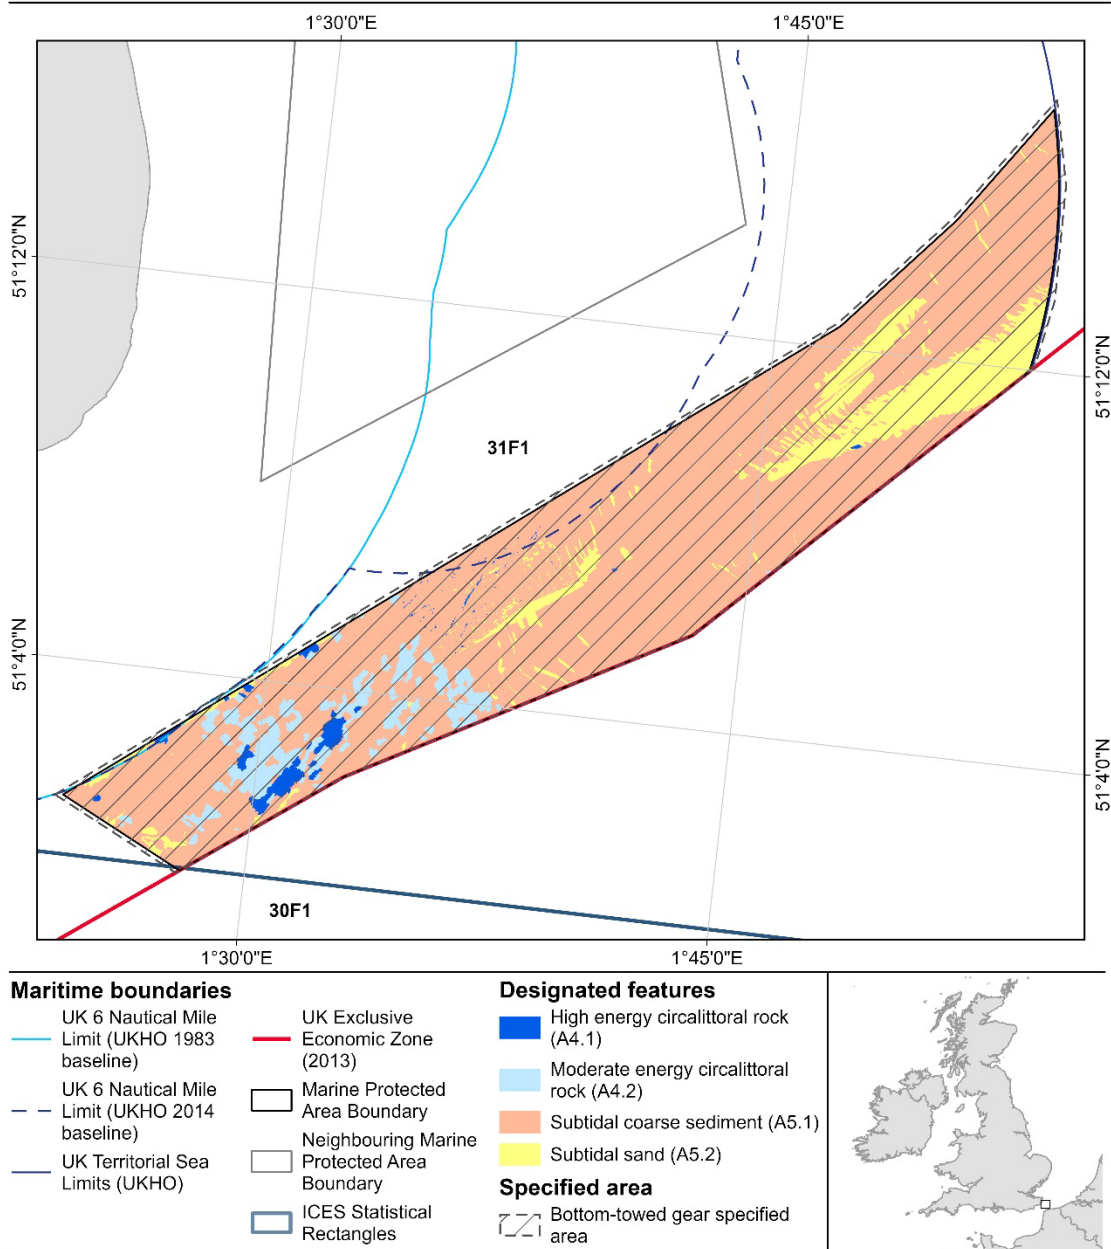 1°30'0"E
1°45'0"E
51°12'0"N
51°12'0"N
31F1
51°4'0"N
51°4'0"N
30F1
1°30'0"E
1°45'0"E
Maritime boundaries
UK 6 Nautical Mile
Limit (UKHO 1983
baseline)
UK 6 Nautical Mile
Limit (UKHO 2014
baseline)
UK Territorial Sea
Limits (UKHO)
UK Exclusive
Economic Zone
(2013)
Marine Protected
Area Boundary
Neighbouring Marine
Protected Area
Boundary
ICES Statistical
Rectangles
Designated features
High energy circalittoral rock
(A4.1)
Moderate energy circalittoral
rock (A4.2)
Subtidal coarse sediment (A5.1)
Subtidal sand (A5.2)
Specified area
Bottom-towed gear specified
area